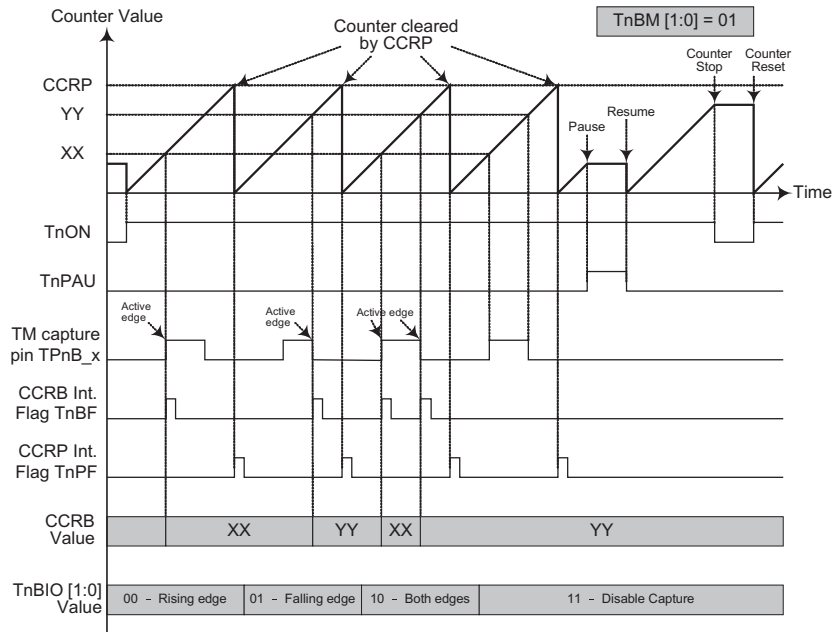 Counter Value
TnBM [1:0] = 01
Counter cleared
by CCRP
Counter
Stop
Counter
Reset
CCRP
YY
Pause
Resume
XX
Time
TnON
TnPAU
Active
edge
Active
edge
Active edge
TM capture
pin TPnB_x
CCRB Int.
Flag TnBF
CCRP Int.
Flag TnPF
CCRB
Value
XX
YY
XX
YY
TnBIO [1:0]
Value
00 - Rising edge
01 - Falling edge
10 - Both edges
11 - Disable Capture